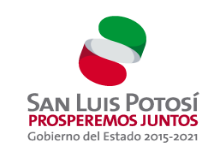 SAN LUIS POTOSÍ
PROSPEREMOS JUNTOS
Gobierno del Estado 2015-2021